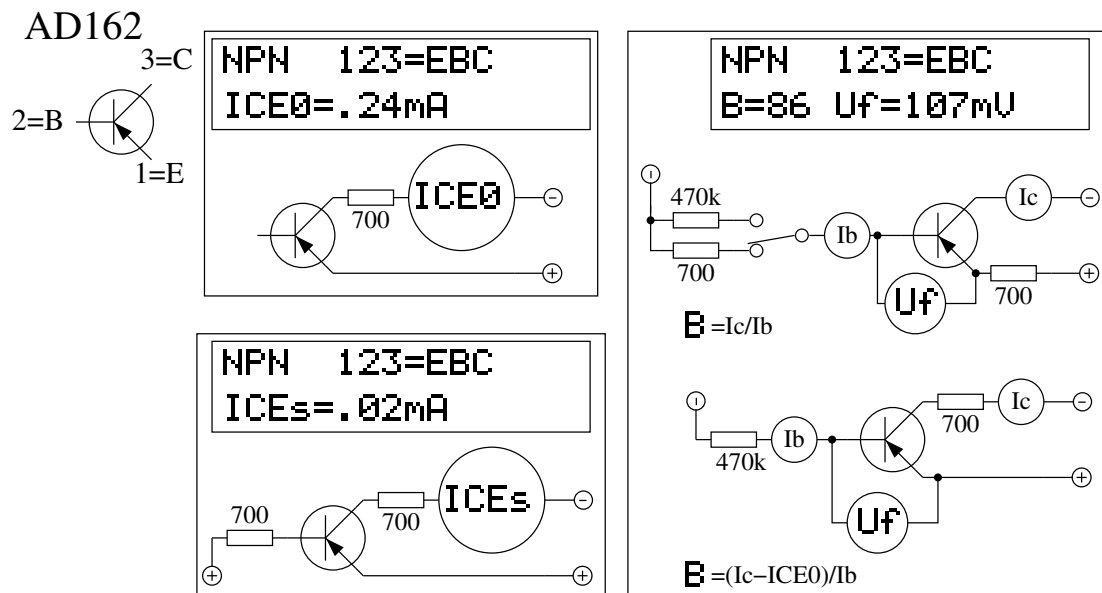 AD162
3=C
2=B
1=E
NPN 123=EBC
ICE0=.24mA
ICE0
700
−
+
NPN 123=EBC
ICEs=.02mA
ICEs
700
700
−
+
+
NPN 123=EBC
B=86 Uf=107mV
−
470k
700
Ib
Ic
−
+
700
Uf
B =Ic/Ib
−
470k
Ib
700
Ic
−
+
Uf
B =(Ic−ICE0)/Ib